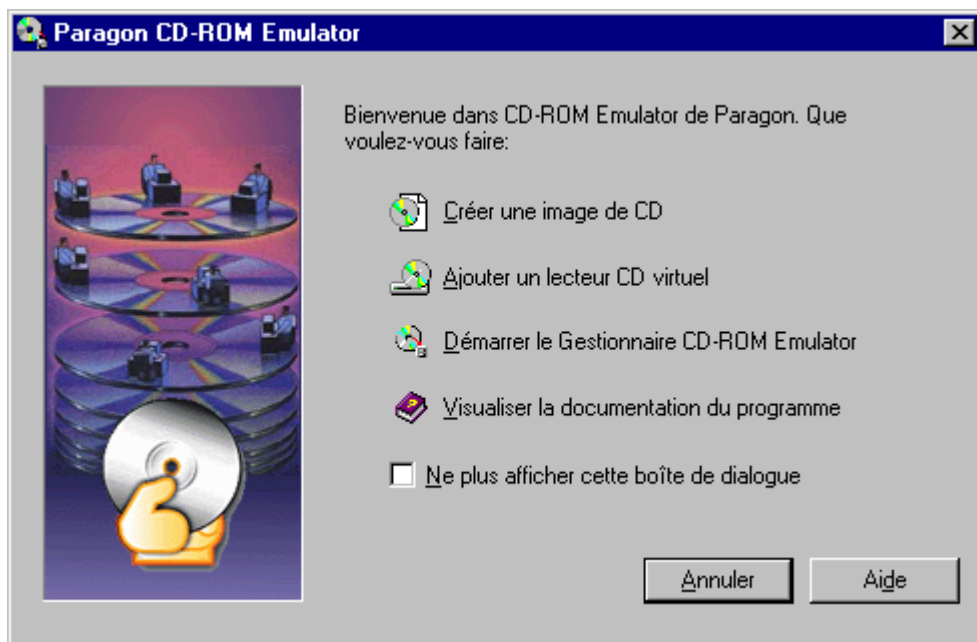 Paragon CD-ROM Emulator
Bienvenue dans CD-ROM Emulator de Paragon. Que
voulez-vous faire:
Créer une image de CD
Ajouter un lecteur CD virtuel
Démarrer le Gestionnaire CD-ROM Emulator
Visualiser la documentation du programme
Ne plus afficher cette boîte de dialogue
Annuler
Aide